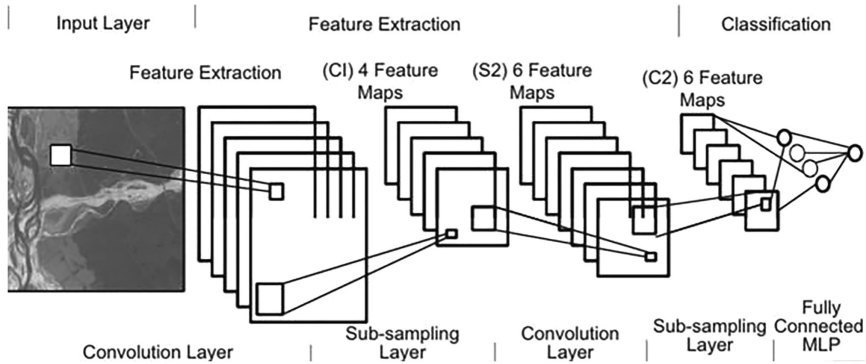 Input Layer
Feature Extraction
Classification
Feature Extraction
(CI) 4 Feature
Maps
(S2) 6 Feature
Maps
(C2) 6 Feature
Maps
Convolution Layer
Sub-sampling
Layer
Convolution
Layer
Sub-sampling
Layer
Fully
Connected
MLP